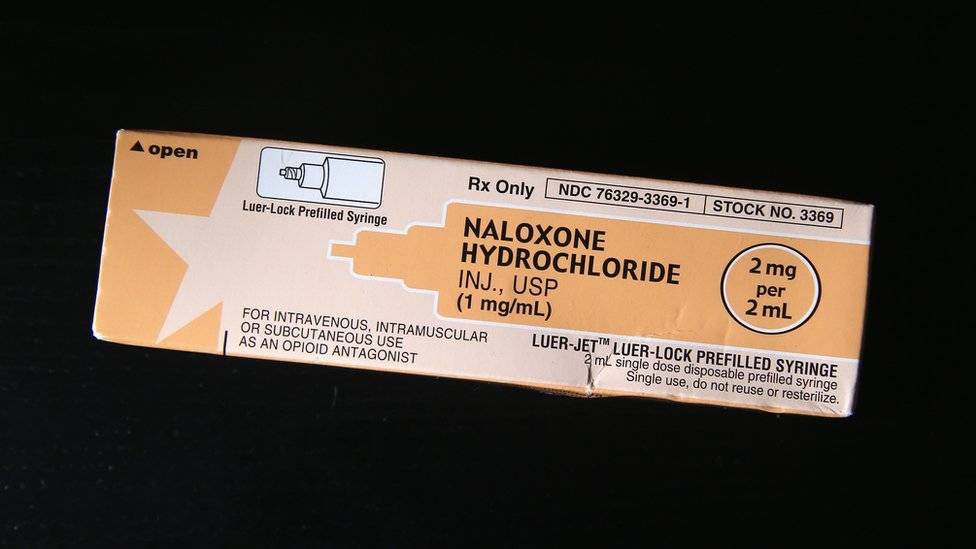 open
Luer-Lock Prefilled Syringe
Rx Only
NDC 76329-3369-1
STOCK NO. 3369
NALOXONE
HYDROCHLORIDE
INJ., USP
(1 mg/mL)
2 mg
per
2 mL
FOR INTRAVENOUS, INTRAMUSCULAR
OR SUBCUTANEOUS USE
AS AN OPIOID ANTAGONIST
LUER-JET™ LUER-LOCK PREFILLED SYRINGE
2 mL single dose disposable prefilled syringe
Single use, do not reuse or resterilize.